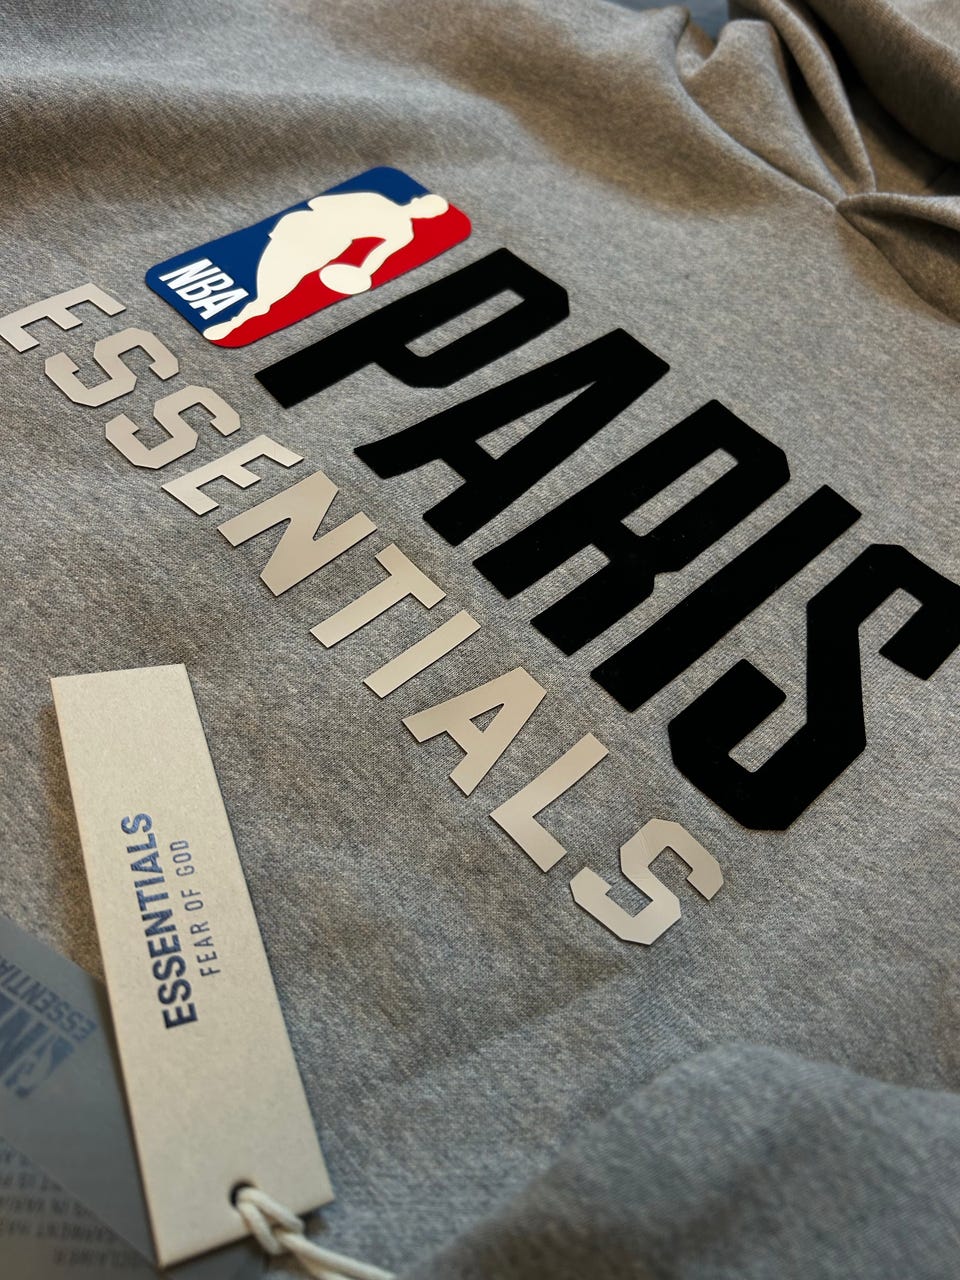 NBA
PARIS
ESSENTIALS
ESSENTIALS
FEAR OF GOD